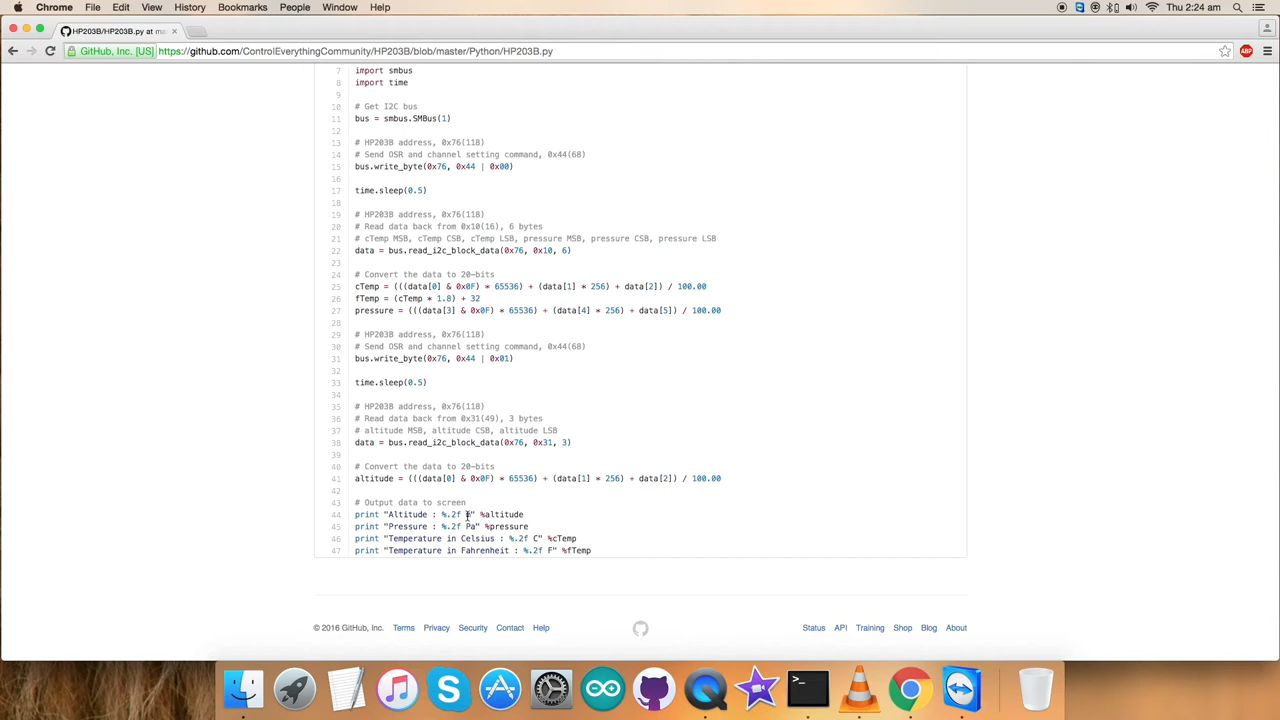 Chrome File Edit View History Bookmarks People Window Help Thu 2:24 am
HP203B/HP203B.py at ma
GitHub, Inc. [US] https://github.com/ControlEverythingCommunity/HP203B/blob/master/Python/HP203B.py ABP
7 import smbus
8 import time
9
10 # Get I2C bus
11 bus = smbus.SMBus(1)
12
13 # HP203B address, 0x76(118)
14 # Send OSR and channel setting command, 0x44(68)
15 bus.write_byte(0x76, 0x44 | 0x00)
16
17 time.sleep(0.5)
18
19 # HP203B address, 0x76(118)
20 # Read data back from 0x10(16), 6 bytes
21 # cTemp MSB, cTemp CSB, cTemp LSB, pressure MSB, pressure CSB, pressure LSB
22 data = bus.read_i2c_block_data(0x76, 0x10, 6)
23
24 # Convert the data to 20-bits
25 cTemp = (((data[0] & 0x0F) * 65536) + (data[1] * 256) + data[2]) / 100.00
26 fTemp = (cTemp * 1.8) + 32
27 pressure = (((data[3] & 0x0F) * 65536) + (data[4] * 256) + data[5]) / 100.00
28
29 # HP203B address, 0x76(118)
30 # Send OSR and channel setting command, 0x44(68)
31 bus.write_byte(0x76, 0x44 | 0x01)
32
33 time.sleep(0.5)
34
35 # HP203B address, 0x76(118)
36 # Read data back from 0x31(49), 3 bytes
37 # altitude MSB, altitude CSB, altitude LSB
38 data = bus.read_i2c_block_data(0x76, 0x31, 3)
39
40 # Convert the data to 20-bits
41 altitude = (((data[0] & 0x0F) * 65536) + (data[1] * 256) + data[2]) / 100.00
42
43 # Output data to screen
44 print "Altitude : %.2f " %altitude
45 print "Pressure : %.2f Pa" %pressure
46 print "Temperature in Celsius : %.2f C" %cTemp
47 print "Temperature in Fahrenheit : %.2f F" %fTemp
© 2016 GitHub, Inc. Terms Privacy Security Contact Help Status API Training Shop Blog About